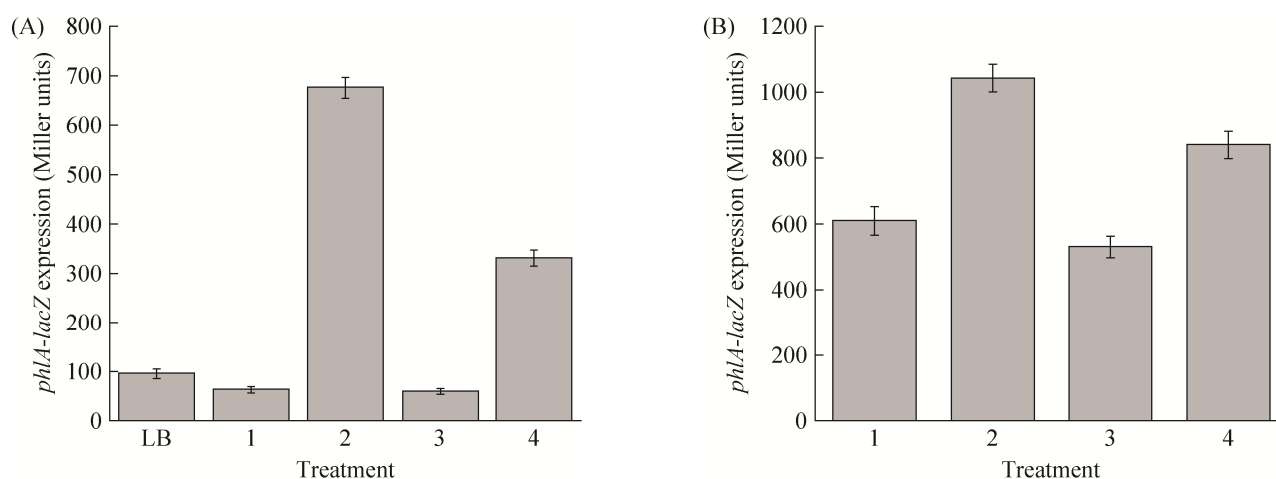 (A)
phlA-lacZ expression (Miller units)
800
700
600
500
400
300
200
100
0
LB 1 2 3 4
Treatment
(B)
phlA-lacZ expression (Miller units)
1200
1000
800
600
400
200
0
1 2 3 4
Treatment